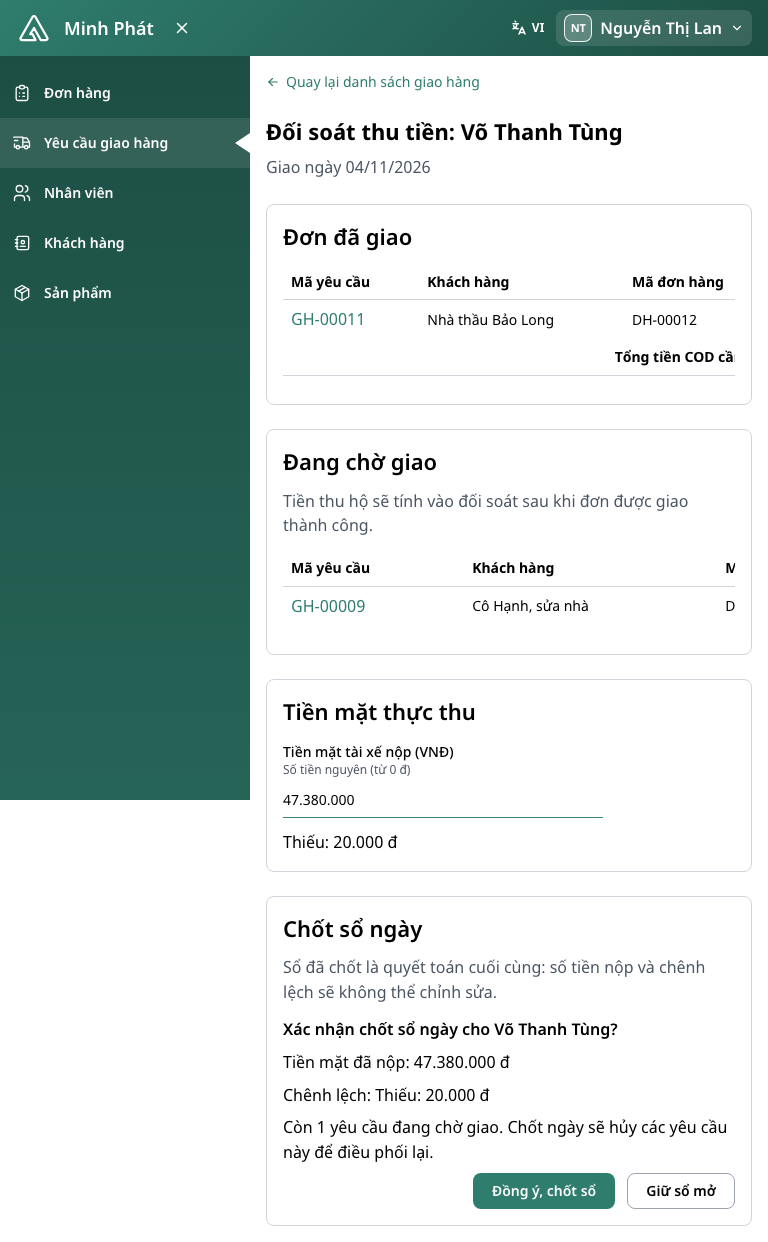 Minh Phát
VI
NT
Nguyễn Thị Lan
Đơn hàng
Yêu cầu giao hàng
Nhân viên
Khách hàng
Sản phẩm
Quay lại danh sách giao hàng
Đối soát thu tiền: Võ Thanh Tùng
Giao ngày 04/11/2026
Đơn đã giao
Mã yêu cầu Khách hàng Mã đơn hàng
GH-00011 Nhà thầu Bảo Long DH-00012
Tổng tiền COD
Đang chờ giao
Tiền thu hộ sẽ tính vào đối soát sau khi đơn được giao
thành công.
Mã yêu cầu Khách hàng
GH-00009 Cô Hạnh, sửa nhà
Tiền mặt thực thu
Tiền mặt tài xế nộp (VNĐ)
Số tiền nguyên (từ 0 đ)
47.380.000
Thiếu: 20.000 đ
Chốt sổ ngày
Sổ đã chốt là quyết toán cuối cùng: số tiền nộp và chênh
lệch sẽ không thể chỉnh sửa.
Xác nhận chốt sổ ngày cho Võ Thanh Tùng?
Tiền mặt đã nộp: 47.380.000 đ
Chênh lệch: Thiếu: 20.000 đ
Còn 1 yêu cầu đang chờ giao. Chốt ngày sẽ hủy các yêu cầu
này để điều phối lại.
Đồng ý, chốt sổ
Giữ sổ mở